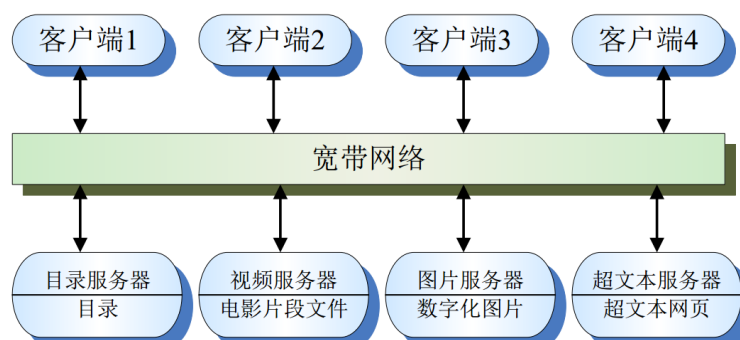 客户端1
客户端2
客户端3
客户端4
宽带网络
目录服务器
目录
视频服务器
电影片段文件
图片服务器
数字化图片
超文本服务器
超文本网页